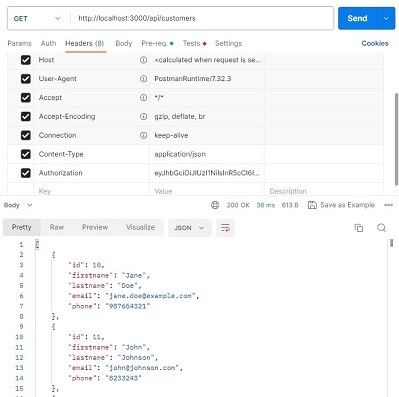 GET http://localhost:3000/api/customers Send
Params Auth Headers (8) Body Pre-req. Tests Settings Cookies
Host <calculated when request is se...
User-Agent PostmanRuntime/7.32.3
Accept */*
Accept-Encoding gzip, deflate, br
Connection keep-alive
Content-Type application/json
Authorization
Key Value Description
Body 200 OK 36 ms 613 B Save as Example
Pretty Raw Preview Visualize JSON
1 [
2 {
3 "id": 10,
4 "firstname": "Jane",
5 "lastname": "Doe",
6 "email": "jane.doe@example.com",
7 "phone": "987654321"
8 },
9 {
10 "id": 11,
11 "firstname": "John",
12 "lastname": "Johnson",
13 "email": "john@johnson.com",
14 "phone": "8233243"
15 },